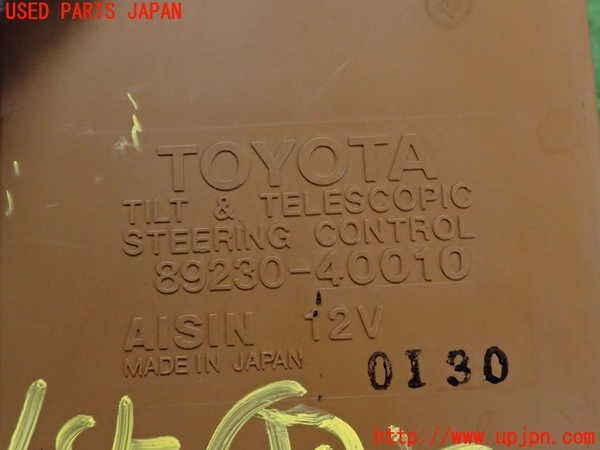 USED PARTS JAPAN
TOYOTA
TILT & TELESCOPIC
STEERING CONTROL
89230-40010
AISIN 12V
MADE IN JAPAN
0130
http://www.upjpn.com/